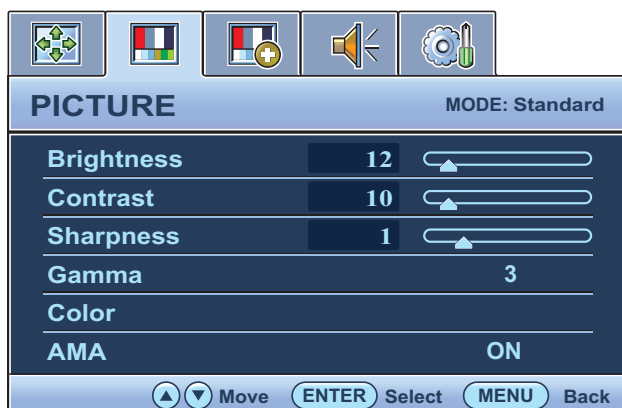 PICTURE MODE: Standard
Brightness 12
Contrast 10
Sharpness 1
Gamma 3
Color
AMA ON
Move ENTER Select MENU Back